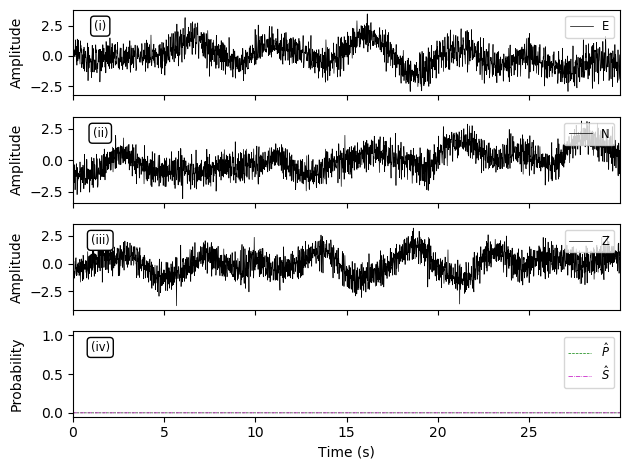 (i)
E
Amplitude
2.5
0.0
−2.5
(ii)
N
Amplitude
2.5
0.0
−2.5
(iii)
Z
Amplitude
2.5
0.0
−2.5
(iv)
P̂
Ŝ
Probability
1.0
0.5
0.0
0 5 10 15 20 25
Time (s)